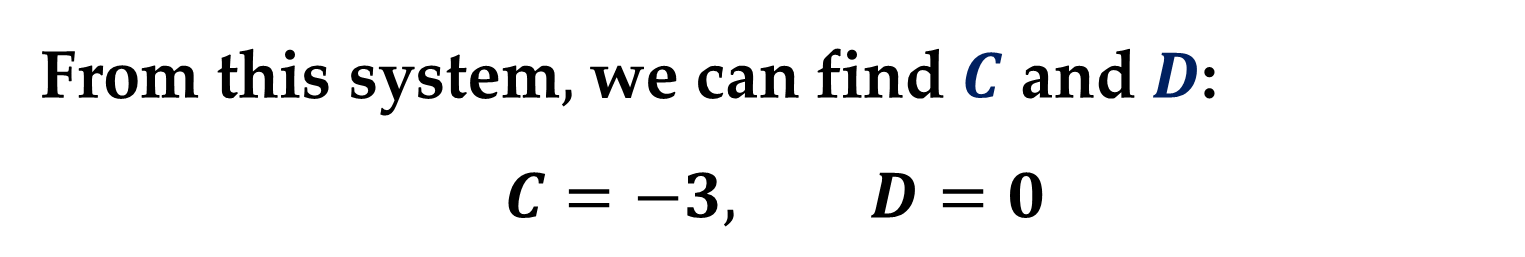 From this system, we can find C and D:
C = −3, D = 0